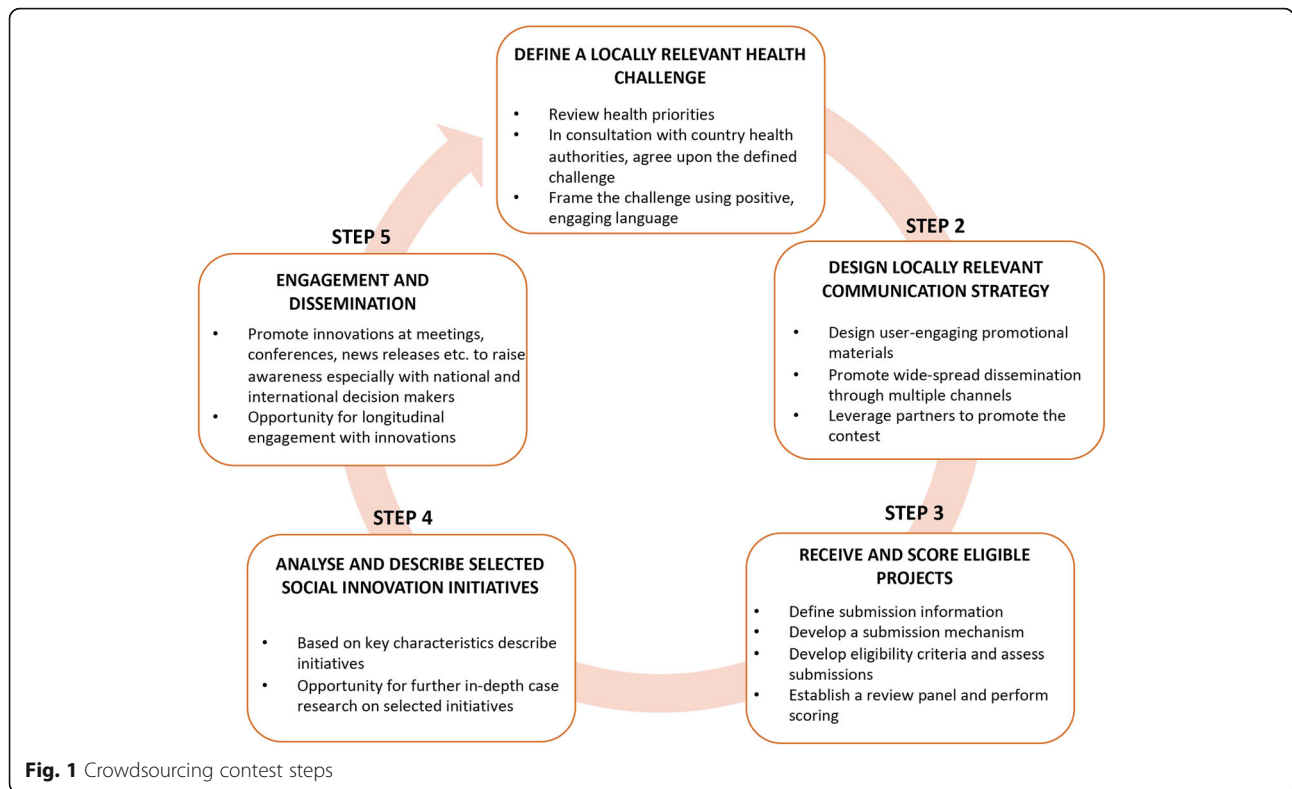 DEFINE A LOCALLY RELEVANT HEALTH
CHALLENGE
• Review health priorities
• In consultation with country health
authorities, agree upon the defined
challenge
• Frame the challenge using positive,
engaging language
STEP 2
DESIGN LOCALLY RELEVANT
COMMUNICATION STRATEGY
• Design user-engaging promotional
materials
• Promote wide-spread dissemination
through multiple channels
• Leverage partners to promote the
contest
STEP 3
RECEIVE AND SCORE ELIGIBLE
PROJECTS
• Define submission information
• Develop a submission mechanism
• Develop eligibility criteria and assess
submissions
• Establish a review panel and perform
scoring
STEP 4
ANALYSE AND DESCRIBE SELECTED
SOCIAL INNOVATION INITIATIVES
• Based on key characteristics describe
initiatives
• Opportunity for further in-depth case
research on selected initiatives
STEP 5
ENGAGEMENT AND
DISSEMINATION
• Promote innovations at meetings,
conferences, news releases etc. to raise
awareness especially with national and
international decision makers
• Opportunity for longitudinal
engagement with innovations
Fig. 1 Crowdsourcing contest steps